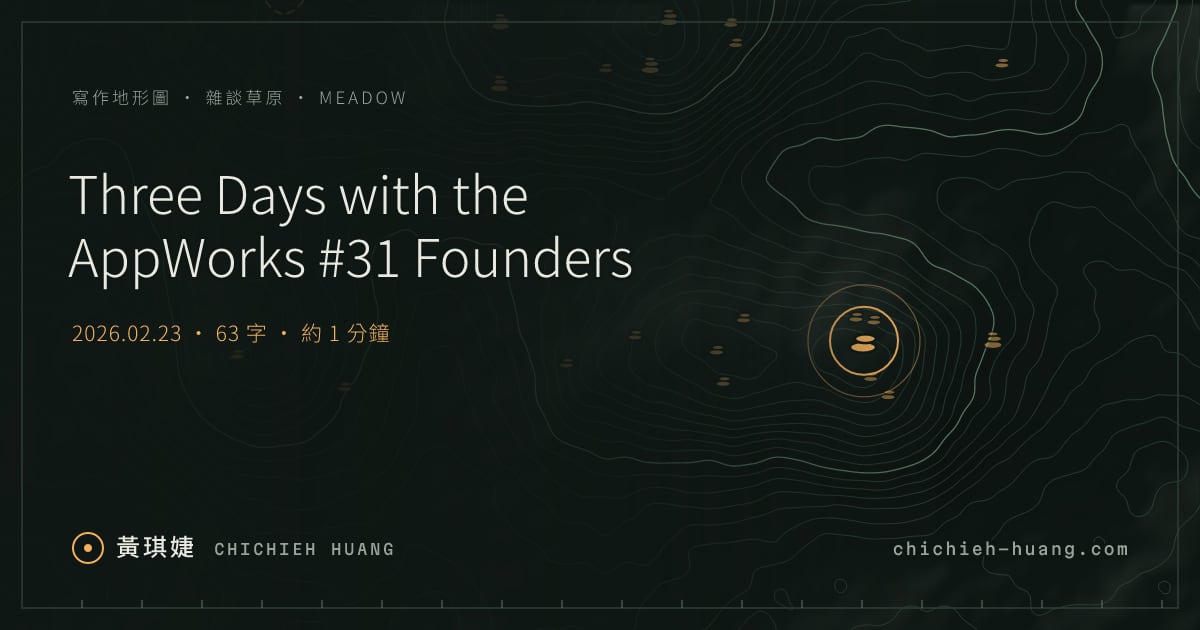 寫作地形圖 · 雜談草原 · MEADOW
Three Days with the
AppWorks #31 Founders
2026.02.23 · 63 字 · 約 1 分鐘
黃琪婕 CHICHIEH HUANG
chichieh-huang.com